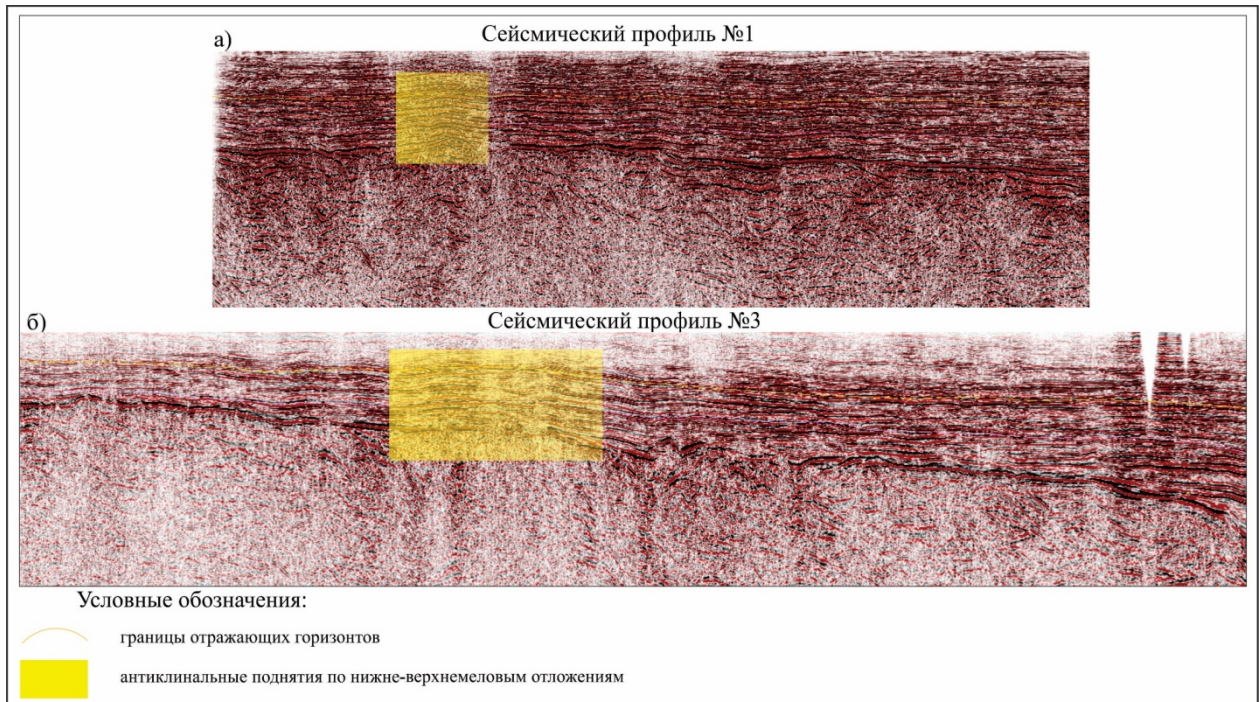 а)
Сейсмический профиль №1
б)
Сейсмический профиль №3
Условные обозначения:
границы отражающих горизонтов
антиклинальные поднятия по нижне-верхнемеловым отложениям